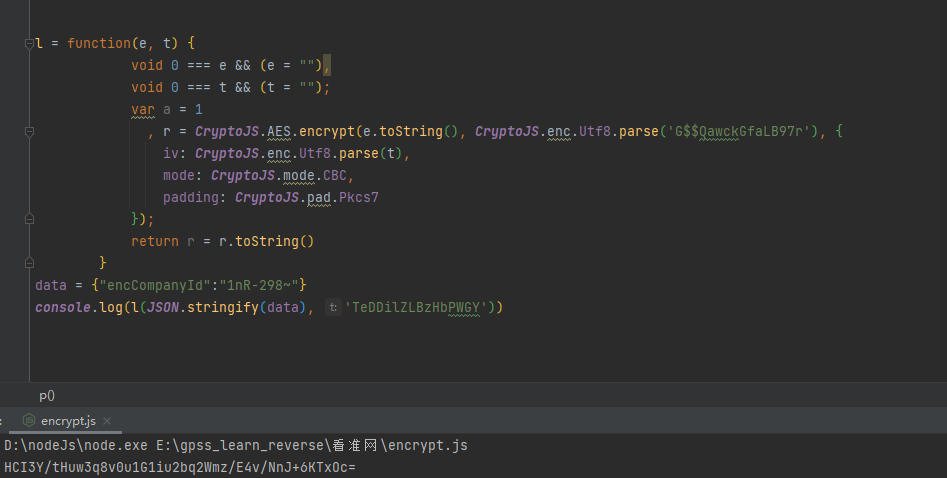 l = function(e, t) {
void 0 === e && (e = ""),
void 0 === t && (t = "");
var a = 1
, r = CryptoJS.AES.encrypt(e.toString(), CryptoJS.enc.Utf8.parse('G$$QawckGfaLB97r'), {
iv: CryptoJS.enc.Utf8.parse(t),
mode: CryptoJS.mode.CBC,
padding: CryptoJS.pad.Pkcs7
});
return r = r.toString()
}
data = {"encCompanyId":"1nR-298~"}
console.log(l(JSON.stringify(data), t: 'TeDDilZLBzHbPWGY'))
p()
: encrypt.js ×
D:\nodeJs\node.exe E:\gpss_learn_reverse\看准网\encrypt.js
HCI3Y/tHuw3q8v0u1G1iu2bq2Wmz/E4v/NnJ+6KTxOc=